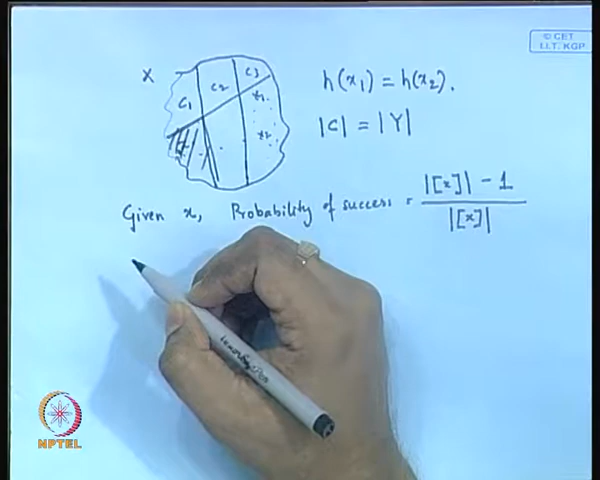 © CET
I.I.T. KGP
X
C1 C2 C3
x1
x2
h(x1) = h(x2).
|C| = |Y|
Given x, Probability of success = |[x]| - 1
|[x]|
NPTEL